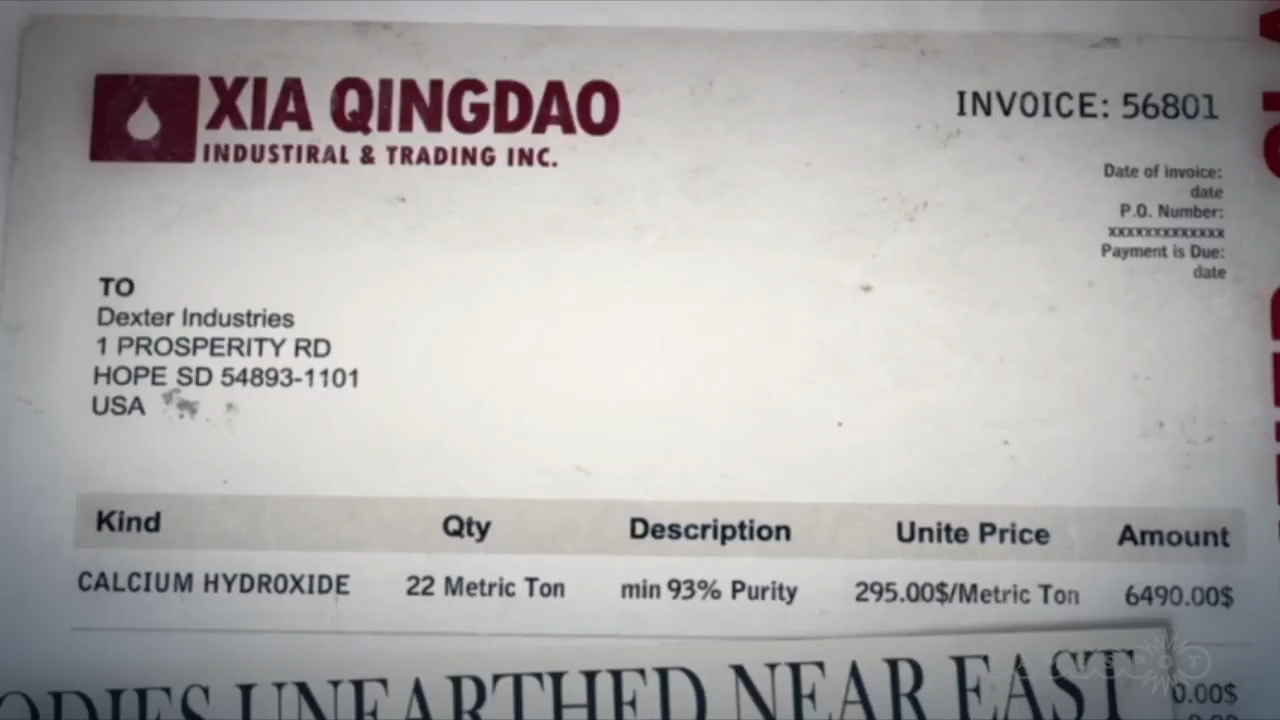 XIA QINGDAO
INDUSTIRAL & TRADING INC.
INVOICE: 56801
Date of invoice:
date
P.O. Number:
xxxxxxxxxxxxx
Payment is Due:
date
TO
Dexter Industries
1 PROSPERITY RD
HOPE SD 54893-1101
USA
Kind Qty Description Unite Price Amount
CALCIUM HYDROXIDE 22 Metric Ton min 93% Purity 295.00$/Metric Ton 6490.00$
UNEARTHED NEAR EAST
0.00$